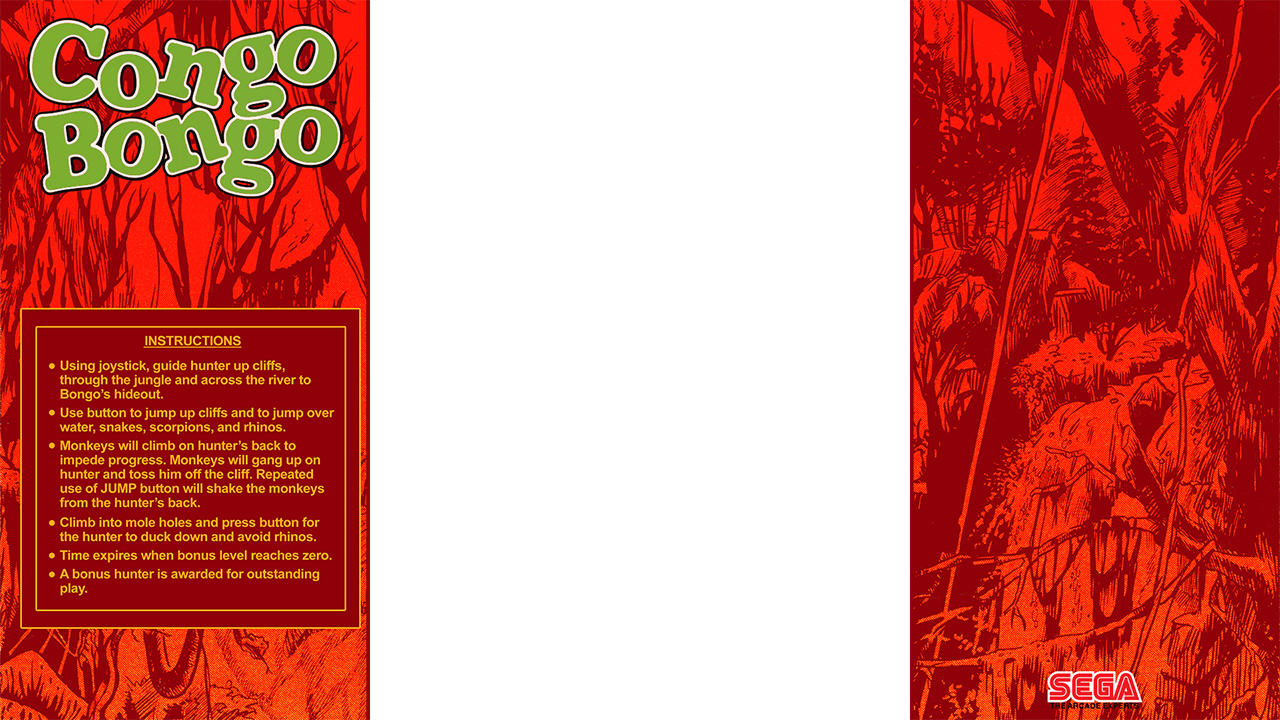 Congo
Bongo
INSTRUCTIONS
• Using joystick, guide hunter up cliffs,
through the jungle and across the river to
Bongo's hideout.
• Use button to jump up cliffs and to jump over
water, snakes, scorpions, and rhinos.
• Monkeys will climb on hunter's back to
impede progress. Monkeys will gang up on
hunter and toss him off the cliff. Repeated
use of JUMP button will shake the monkeys
from the hunter's back.
• Climb into mole holes and press button for
the hunter to duck down and avoid rhinos.
• Time expires when bonus level reaches zero.
• A bonus hunter is awarded for outstanding
play.
SEGA
THE ARCADE EXPERTS